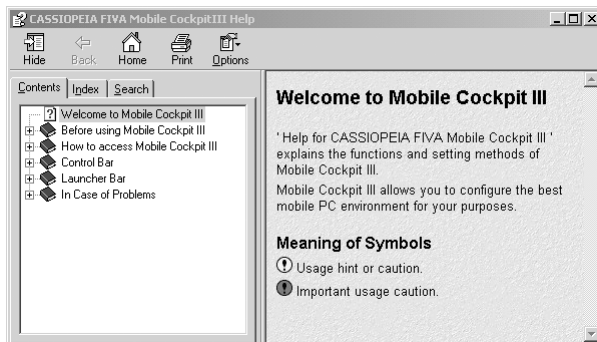 CASSIOPEIA FIVA Mobile CockpitIII Help
Hide Back Home Print Options
Contents Index Search
Welcome to Mobile Cockpit III
Before using Mobile Cockpit III
How to access Mobile Cockpit III
Control Bar
Launcher Bar
In Case of Problems
Welcome to Mobile Cockpit III
' Help for CASSIOPEIA FIVA Mobile Cockpit III '
explains the functions and setting methods of
Mobile Cockpit III.
Mobile Cockpit III allows you to configure the best
mobile PC environment for your purposes.
Meaning of Symbols
Usage hint or caution.
Important usage caution.